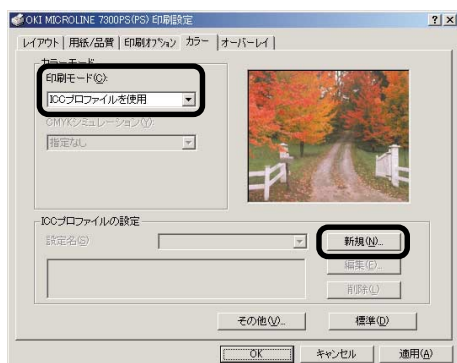 OKI MICROLINE 7300PS(PS) 印刷設定
レイアウト 用紙/品質 印刷オプション カラー オーバーレイ
カラーモード
印刷モード(C):
ICCプロファイルを使用
CMYKシミュレーション(Y):
指定なし
ICCプロファイルの設定
設定名(S) 新規(N)...
編集(E)...
削除(L)
その他(V)... 標準(D)
OK キャンセル 適用(A)